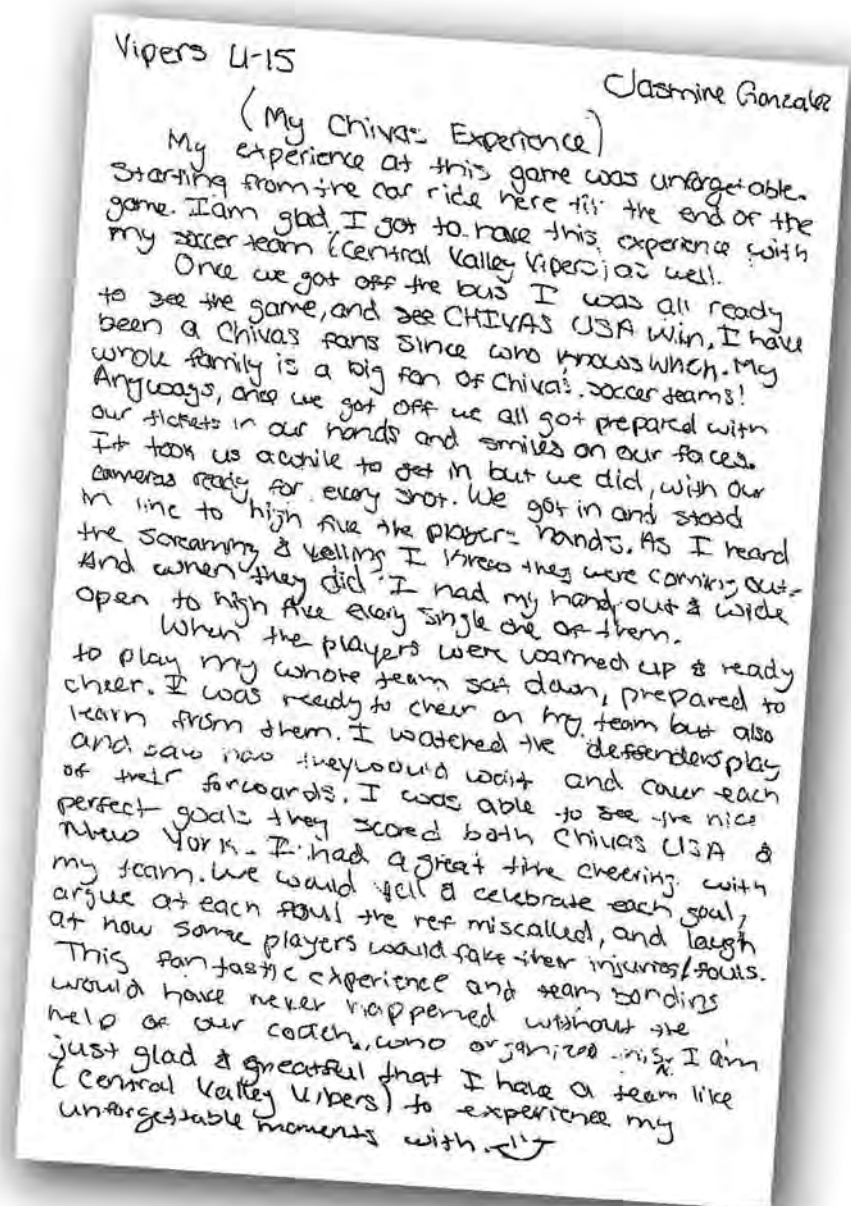 Vipers U-15
Jasmine Gonzalez
(My Chivas Experience)
My experience at this game was unforgetable.
Starting from the car ride here till the end of the
game. I am glad I got to have this experience with
my soccer team (Central Valley Vipers) as well.
Once we got off the bus I was all ready
to see the game, and see CHIVAS USA win, I have
been a Chivas fans since who knows when. My
whole family is a big fan of Chivas soccer teams!
Anyways, once we got off we all got prepared with
our tickets in our hands and smiles on our faces.
It took us awhile to get in but we did, with our
cameras ready for every shot. We got in and stood
in line to high five the players hands. As I heard
the screaming & yelling I knew they were coming out.
And when they did I had my hand out & wide
open to high five every single one of them.
When the players were warmed up & ready
to play my whole team sat down, prepared to
cheer. I was ready to cheer on my team but also
learn from them. I watched the deffenders play
and saw how they would wait and cover each
of their forwards. I was able to see the nice
perfect goals they scored both Chivas USA &
New York. I had a great time cheering with
my team. We would yell & celebrate each goal,
argue at each foul the ref miscalled, and laugh
at how some players would fake their injuries/fouls.
This fantastic experience and team bonding
would have never happened without the
help of our coach, who organized this. I am
just glad & greatful that I have a team like
(Central Valley Vipers) to experience my
unforgettable moments with.